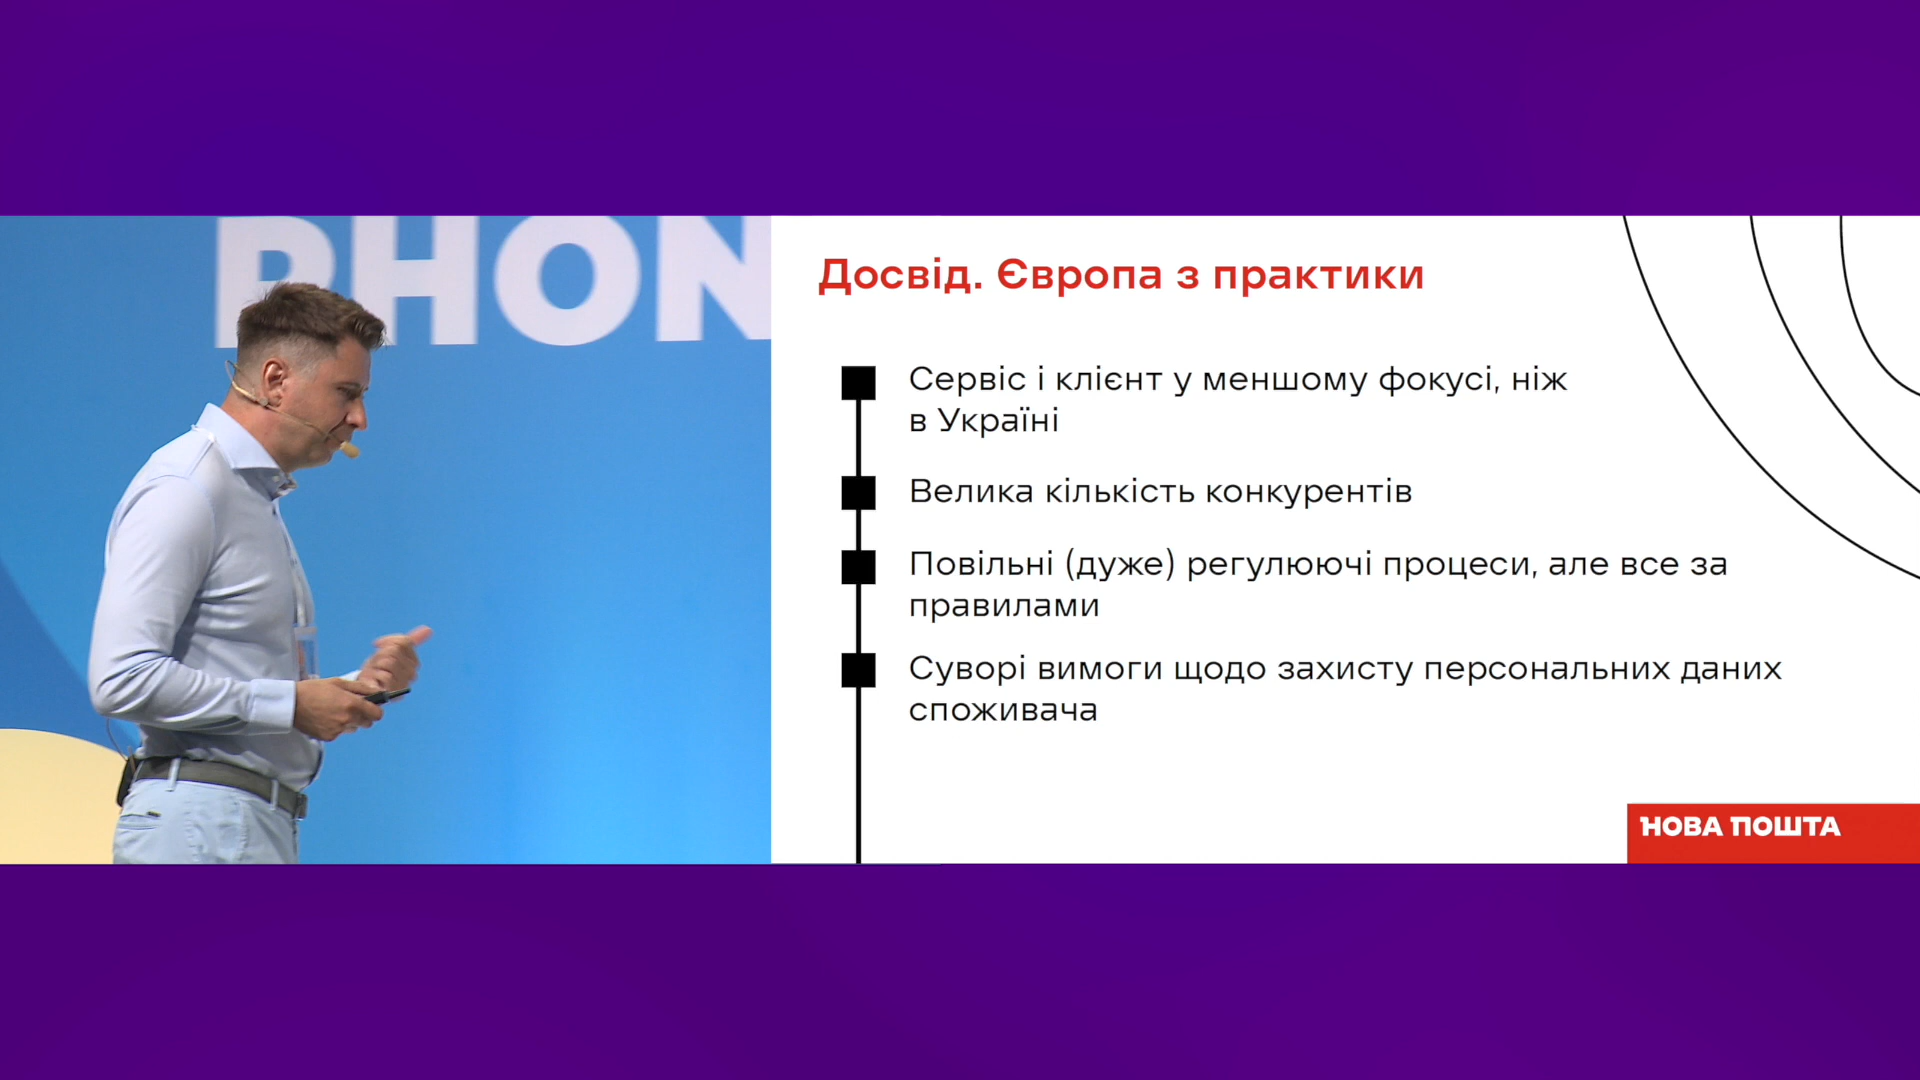 PHON
Досвід. Європа з практики
Сервіс і клієнт у меншому фокусі, ніж
в Україні
Велика кількість конкурентів
Повільні (дуже) регулюючі процеси, але все за
правилами
Суворі вимоги щодо захисту персональних даних
споживача
НОВА ПОШТА